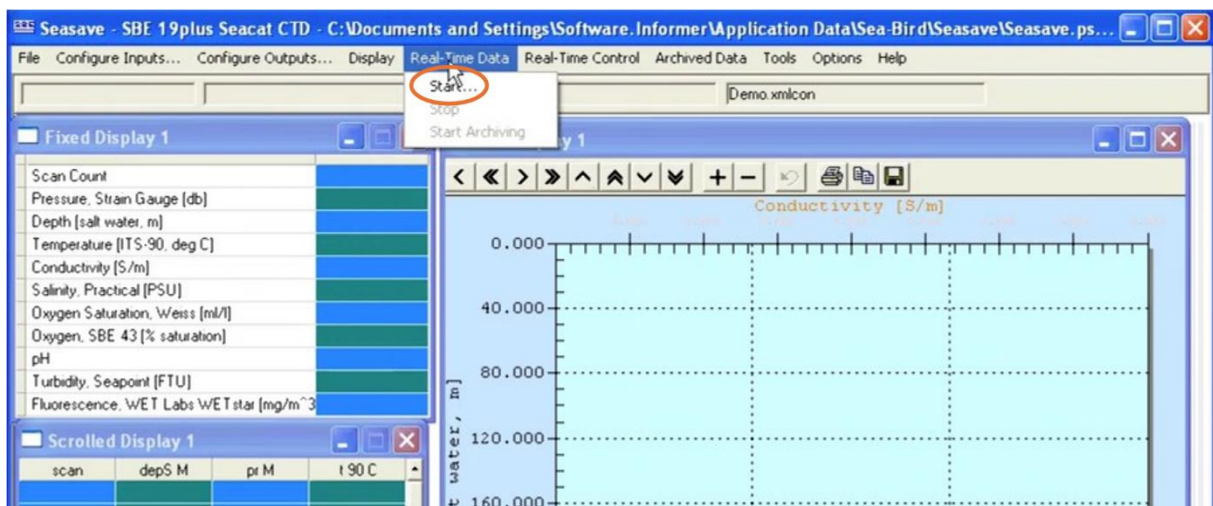 Seasave - SBE 19plus Seacat CTD - C:\Documents and Settings\Software.Informer\Application Data\Sea-Bird\Seasave\Seasave.ps...
File Configure Inputs... Configure Outputs... Display Real-Time Data Real-Time Control Archived Data Tools Options Help
Start...
Stop
Start Archiving
Demo.xmlcon
Fixed Display 1
Scan Count
Pressure, Strain Gauge [db]
Depth [salt water, m]
Temperature [ITS-90, deg C]
Conductivity [S/m]
Salinity, Practical [PSU]
Oxygen Saturation, Weiss [ml/l]
Oxygen, SBE 43 [% saturation]
pH
Turbidity, Seapoint [FTU]
Fluorescence, WET Labs WETstar [mg/m^3
Scrolled Display 1
scan depS M pr M t 90 C
1
Conductivity [S/m]
0.000
40.000
80.000
120.000
160.000
water, m]